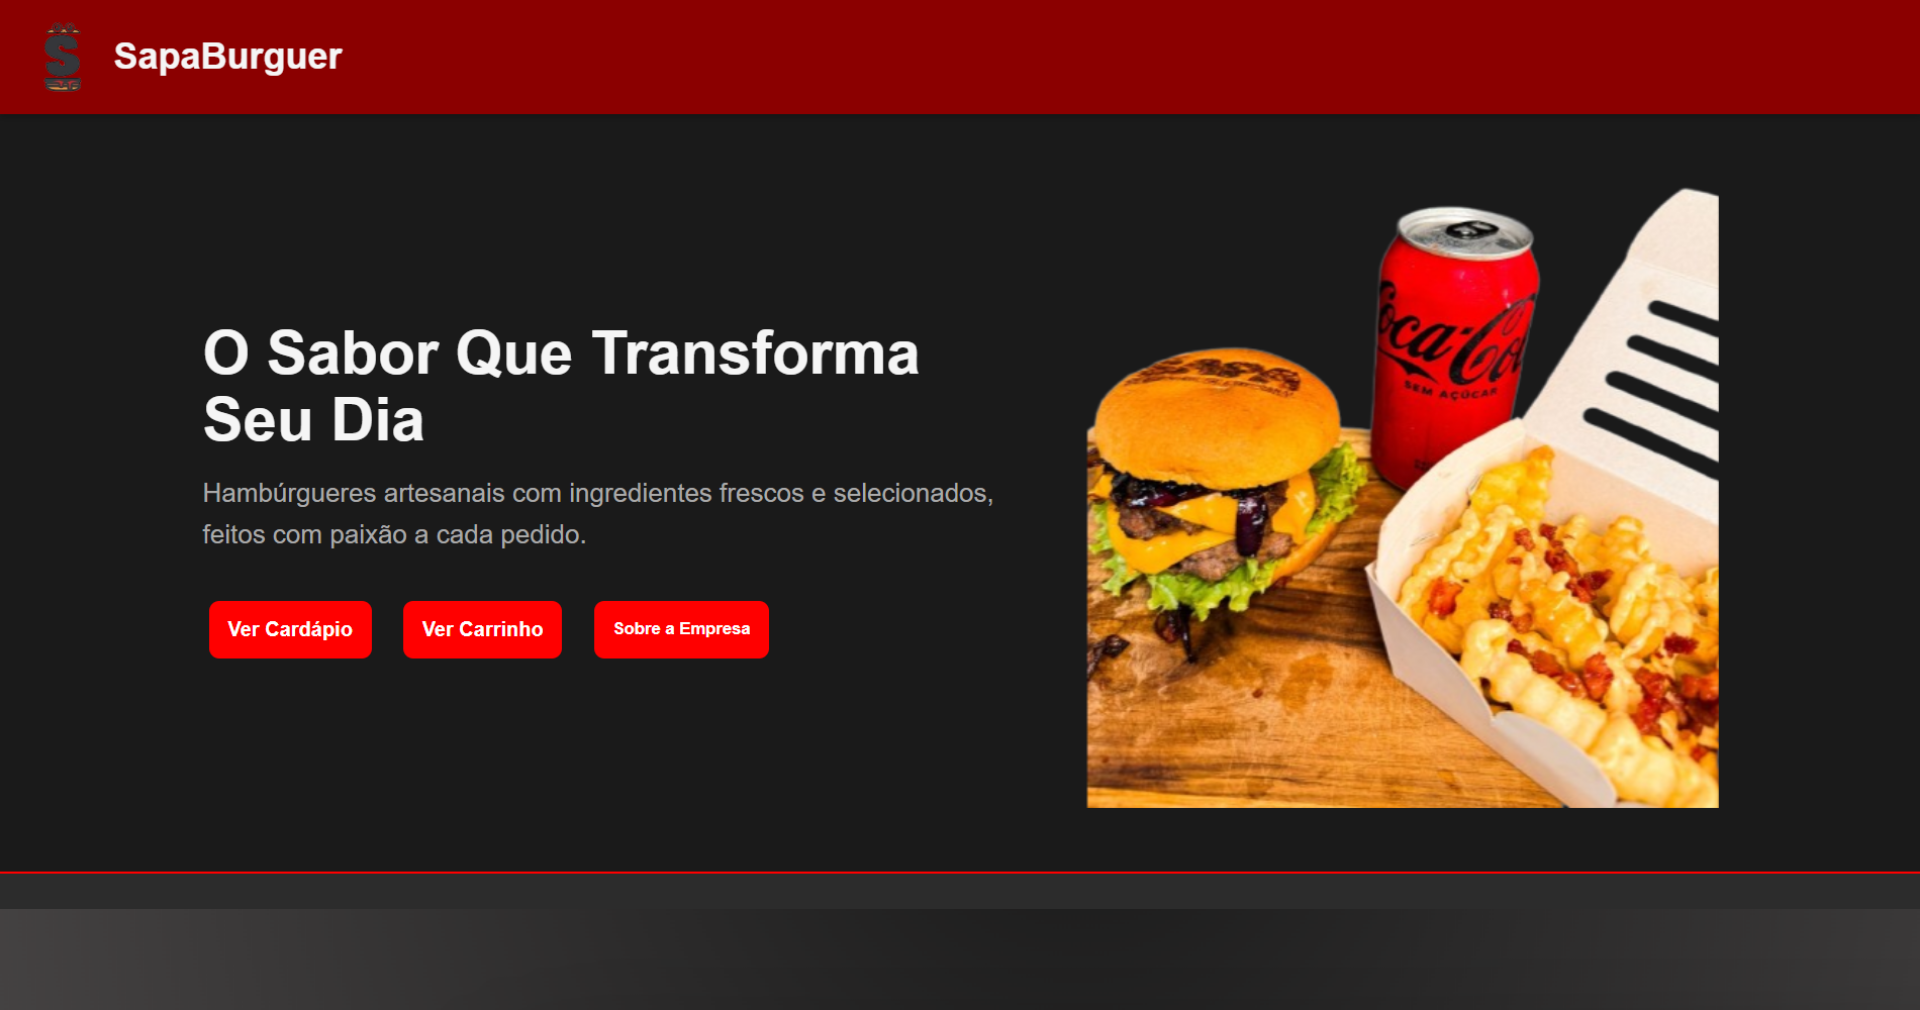 S
SapaBurguer
O Sabor Que Transforma
Seu Dia
Hambúrgueres artesanais com ingredientes frescos e selecionados,
feitos com paixão a cada pedido.
Ver Cardápio
Ver Carrinho
Sobre a Empresa
Coca-Col
SEM AÇÚCAR